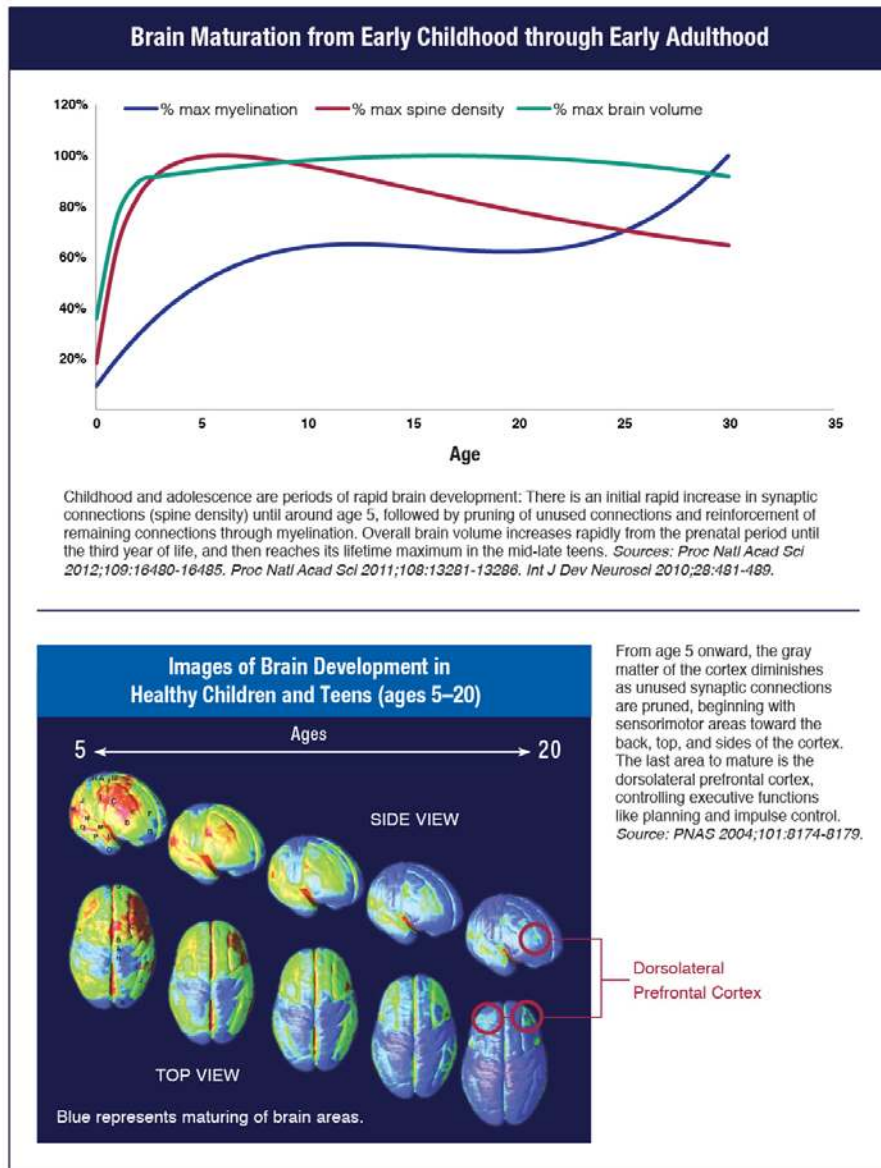 Brain Maturation from Early Childhood through Early Adulthood
120%
% max myelination % max spine density % max brain volume
100%
80%
60%
40%
20%
0 5 10 15 20 25 30 35
Age
Childhood and adolescence are periods of rapid brain development: There is an initial rapid increase in synaptic
connections (spine density) until around age 5, followed by pruning of unused connections and reinforcement of
remaining connections through myelination. Overall brain volume increases rapidly from the prenatal period until
the third year of life, and then reaches its lifetime maximum in the mid-late teens. Sources: Proc Natl Acad Sci
2012;109:16480-16485. Proc Natl Acad Sci 2011;108:13281-13286. Int J Dev Neurosci 2010;28:481-489.
Images of Brain Development in
Healthy Children and Teens (ages 5–20)
Ages
5 20
SIDE VIEW
TOP VIEW
Blue represents maturing of brain areas.
From age 5 onward, the gray
matter of the cortex diminishes
as unused synaptic connections
are pruned, beginning with
sensorimotor areas toward the
back, top, and sides of the cortex.
The last area to mature is the
dorsolateral prefrontal cortex,
controlling executive functions
like planning and impulse control.
Source: PNAS 2004;101:8174-8179.
Dorsolateral
Prefrontal Cortex